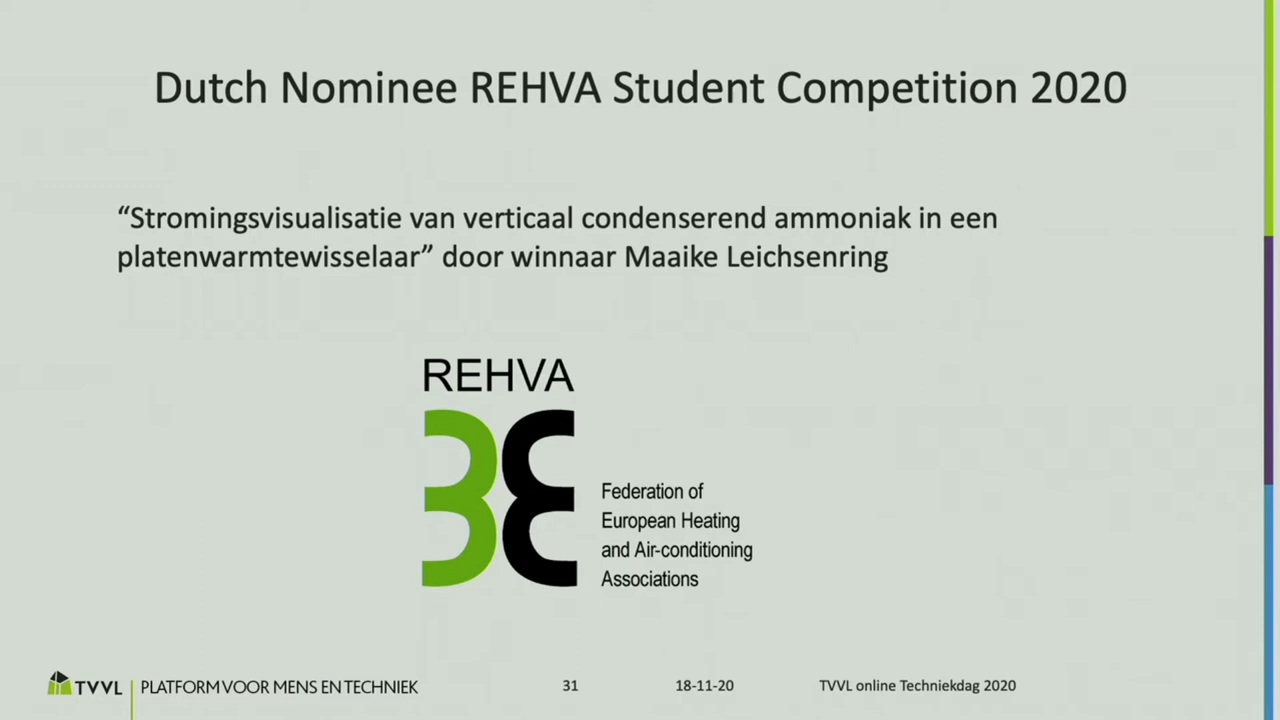 Dutch Nominee REHVA Student Competition 2020
“Stromingsvisualisatie van verticaal condenserend ammoniak in een
platenwarmtewisselaar” door winnaar Maaike Leichsenring
REHVA
Federation of
European Heating
and Air-conditioning
Associations
TVVL PLATFORM VOOR MENS EN TECHNIEK
31
18-11-20
TVVL online Techniekdag 2020